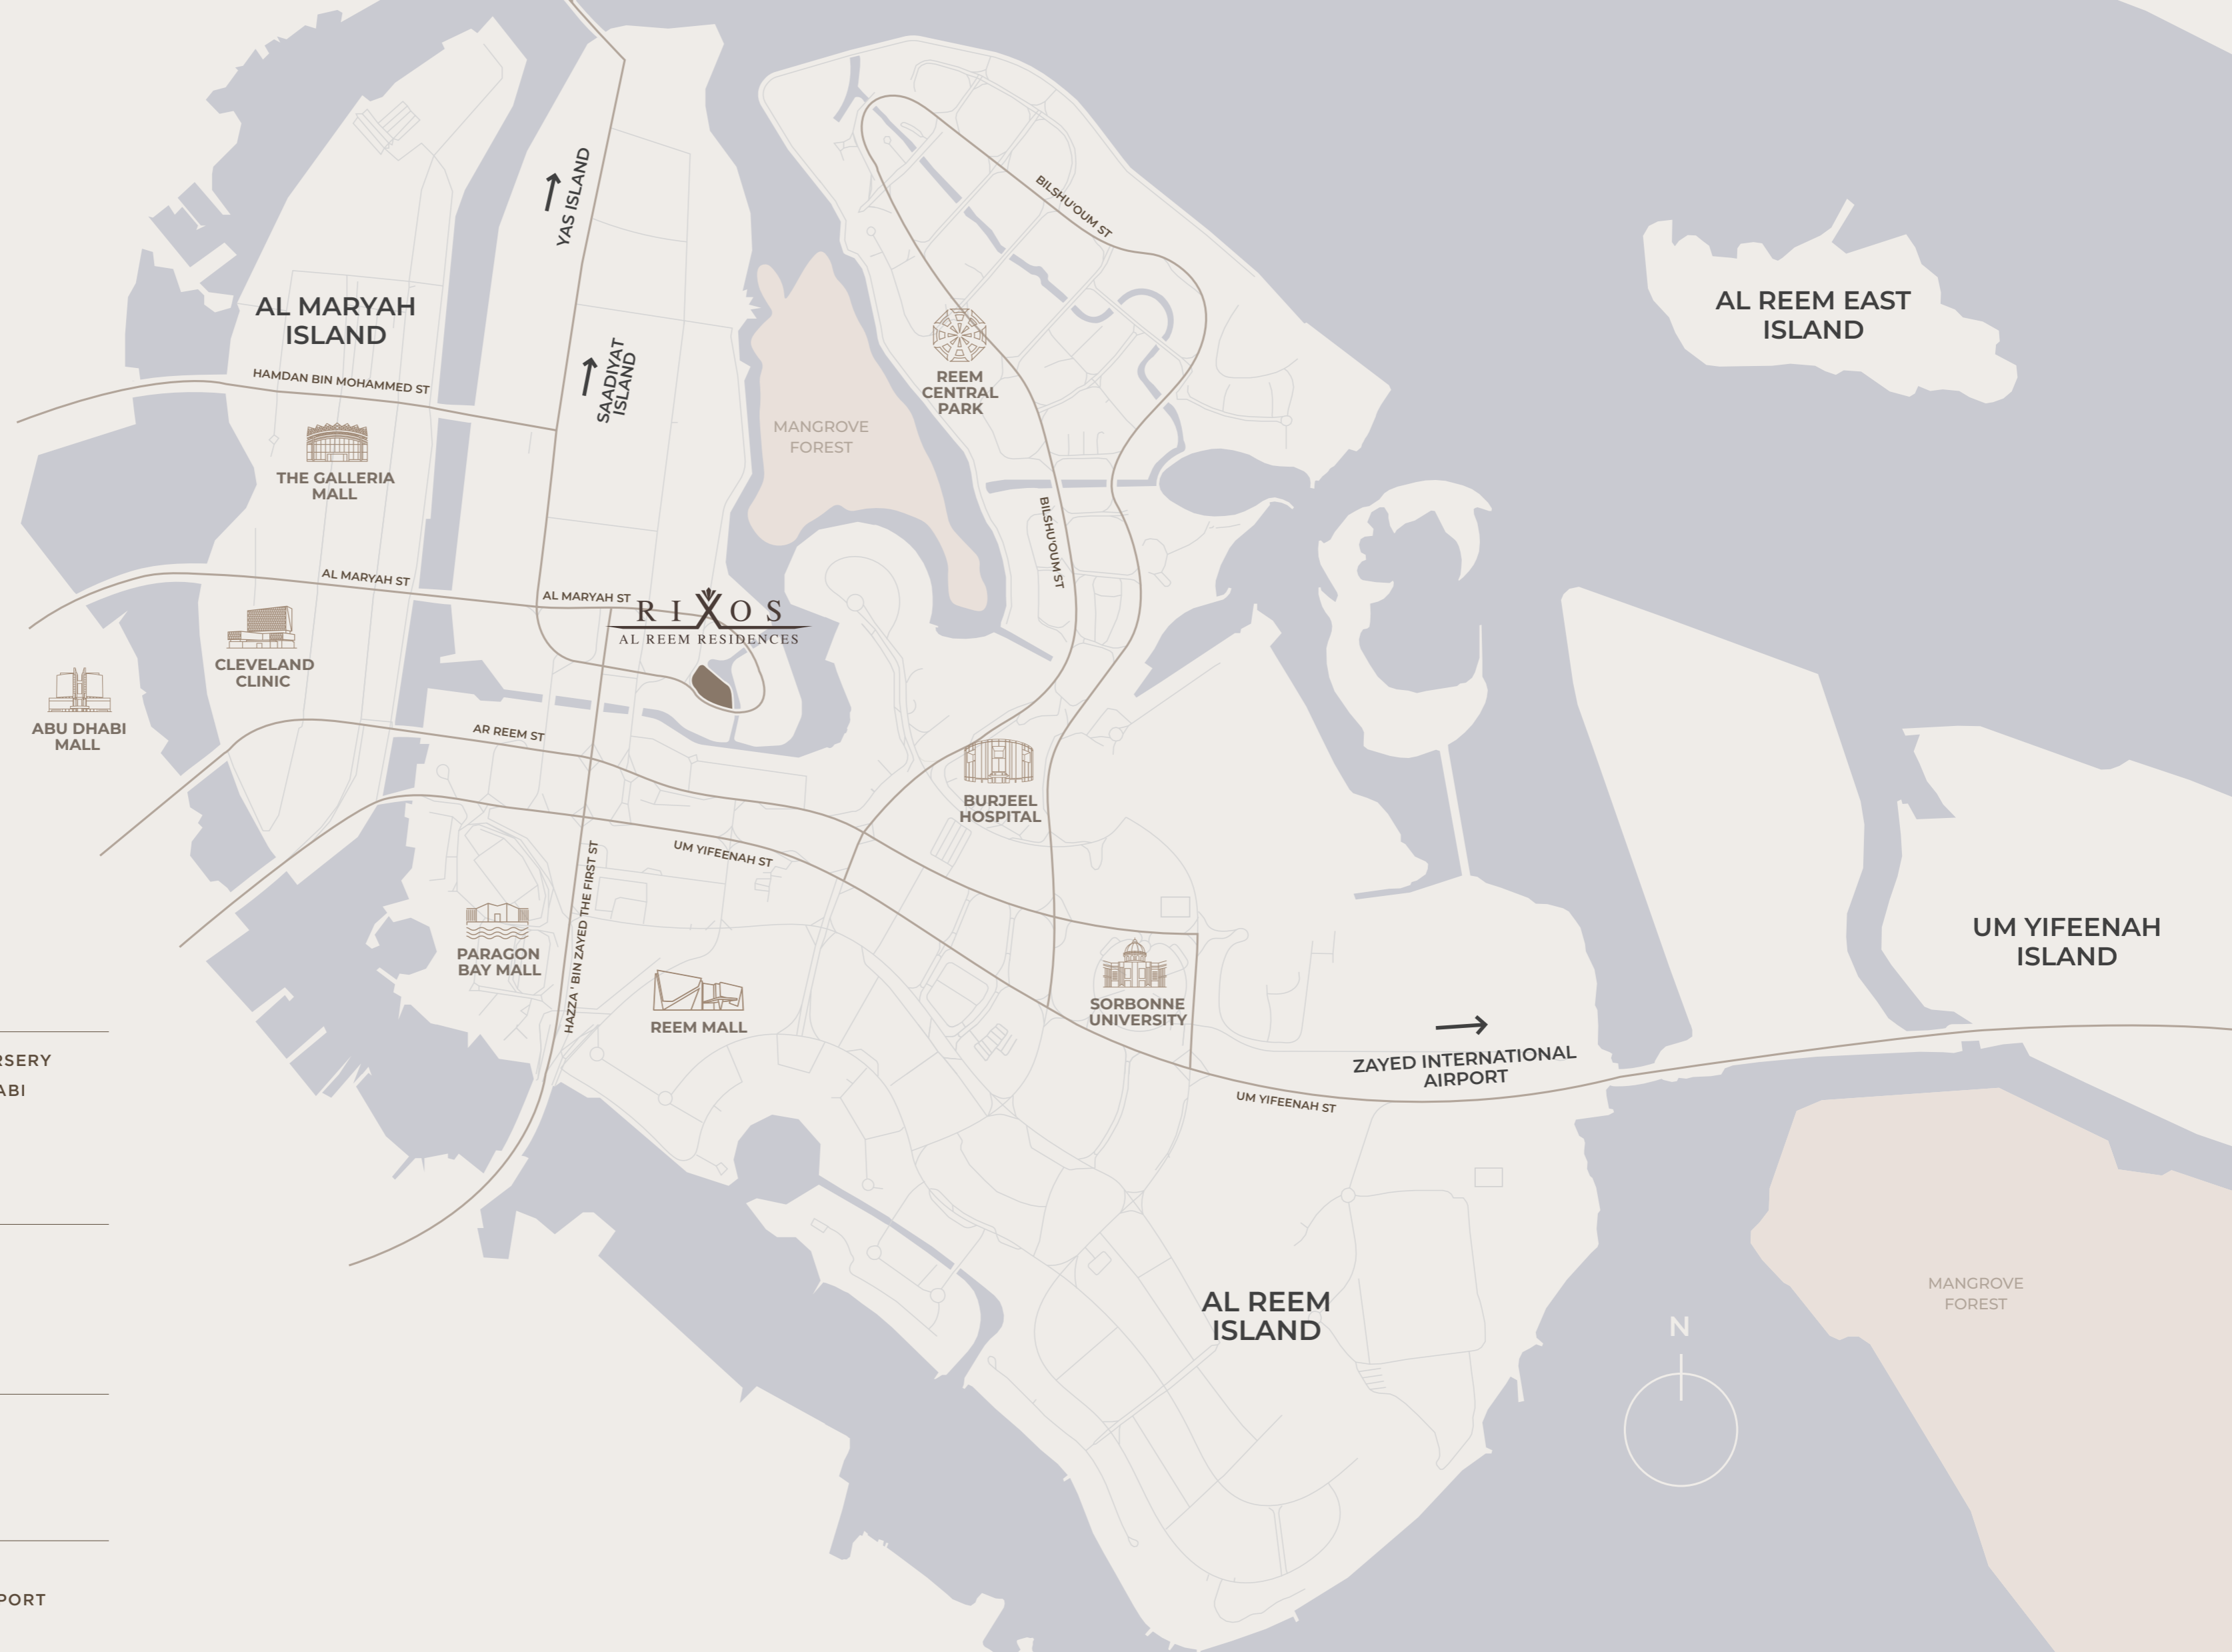 YAS ISLAND
BILSHU'OUM ST
AL MARYAH
ISLAND
AL REEM EAST
ISLAND
SAADIYAT
ISLAND
HAMDAN BIN MOHAMMED ST
REEM
CENTRAL
PARK
MANGROVE
FOREST
THE GALLERIA
MALL
BILSHU'OUM ST
AL MARYAH ST
AL MARYAH ST
RIXOS
AL REEM RESIDENCES
CLEVELAND
CLINIC
ABU DHABI
MALL
AR REEM ST
BURJEEL
HOSPITAL
UM YIFEENAH ST
HAZZA ' BIN ZAYED THE FIRST ST
PARAGON
BAY MALL
REEM MALL
SORBONNE
UNIVERSITY
UM YIFEENAH
ISLAND
ZAYED INTERNATIONAL
AIRPORT
UM YIFEENAH ST
RSERY
ABI
MANGROVE
FOREST
AL REEM
ISLAND
N
PORT